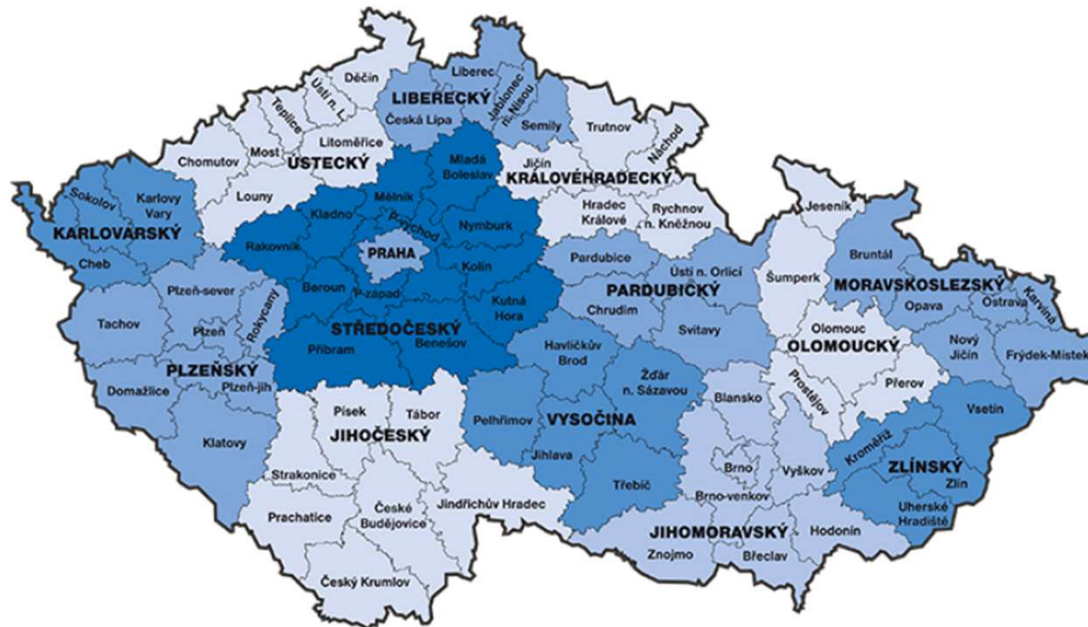 Děčín
Ústí n. L.
Teplice
Most
Chomutov
Litoměřice
ÚSTECKÝ
Louny
Liberec
LIBERECKÝ
Jablonec
n. Nisou
Česká Lípa
Semily
Trutnov
Náchod
Jičín
KRÁLOVÉHRADECKÝ
Hradec
Králové
Rychnov
n. Kněžnou
Sokolov
Karlovy
Vary
KARLOVARSKÝ
Cheb
Mladá
Boleslav
Mělník
Kladno
P-východ
Nymburk
Rakovník
PRAHA
Kolín
Beroun
P-západ
Kutná
Hora
STŘEDOČESKÝ
Benešov
Příbram
Pardubice
Ústí n. Orlicí
PARDUBICKÝ
Chrudim
Svitavy
Jeseník
Šumperk
Olomouc
OLOMOUCKÝ
Prostějov
Přerov
Bruntál
MORAVSKOSLEZSKÝ
Opava
Ostrava
Karviná
Nový
Jičín
Frýdek-Místek
Plzeň-sever
Tachov
Plzeň
Rokycany
PLZEŇSKÝ
Domažlice
Plzeň-jih
Klatovy
Písek
Tábor
JIHOČESKÝ
Strakonice
Prachatice
České
Budějovice
Jindřichův Hradec
Český Krumlov
Havlíčkův
Brod
Žďár
n. Sázavou
Pelhřimov
VYSOČINA
Jihlava
Třebíč
Blansko
Brno
Vyškov
Brno-venkov
JIHOMORAVSKÝ
Hodonín
Znojmo
Břeclav
Vsetín
Kroměříž
ZLÍNSKÝ
Zlín
Uherské
Hradiště